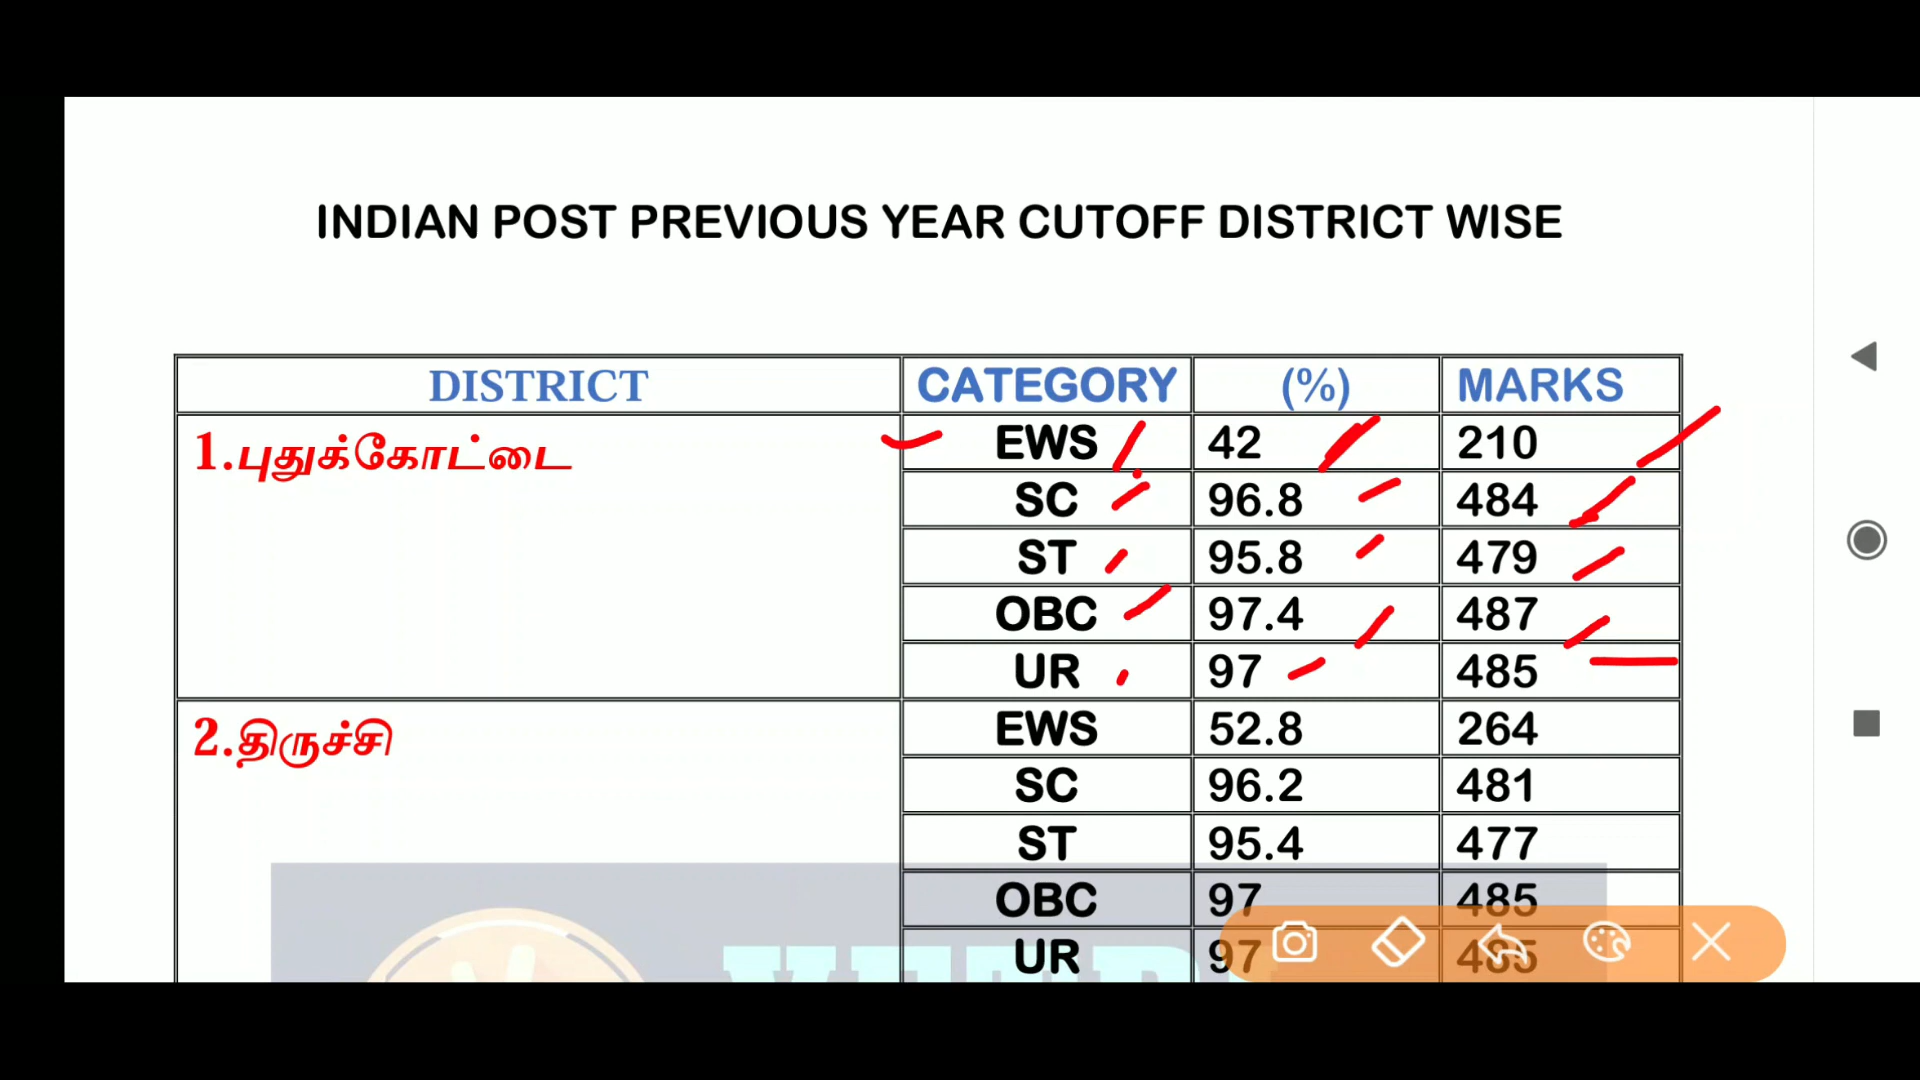 INDIAN POST PREVIOUS YEAR CUTOFF DISTRICT WISE
DISTRICT CATEGORY (%) MARKS
1.புதுக்கோட்டை EWS 42 210
SC 96.8 484
ST 95.8 479
OBC 97.4 487
UR 97 485
2.திருச்சி EWS 52.8 264
SC 96.2 481
ST 95.4 477
OBC 97 485
UR 97 485